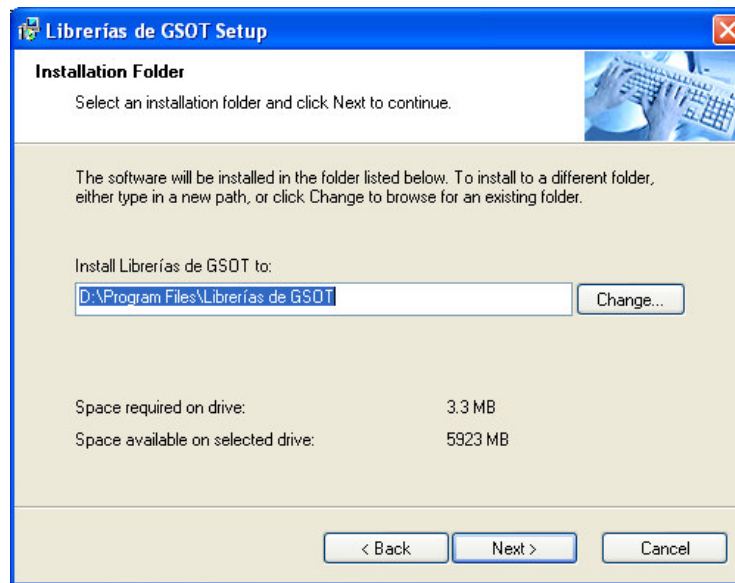 Librerías de GSOT Setup
Installation Folder
Select an installation folder and click Next to continue.
The software will be installed in the folder listed below. To install to a different folder,
either type in a new path, or click Change to browse for an existing folder.
Install Librerías de GSOT to:
D:\Program Files\Librerías de GSOT
Change...
Space required on drive: 3.3 MB
Space available on selected drive: 5923 MB
< Back Next > Cancel